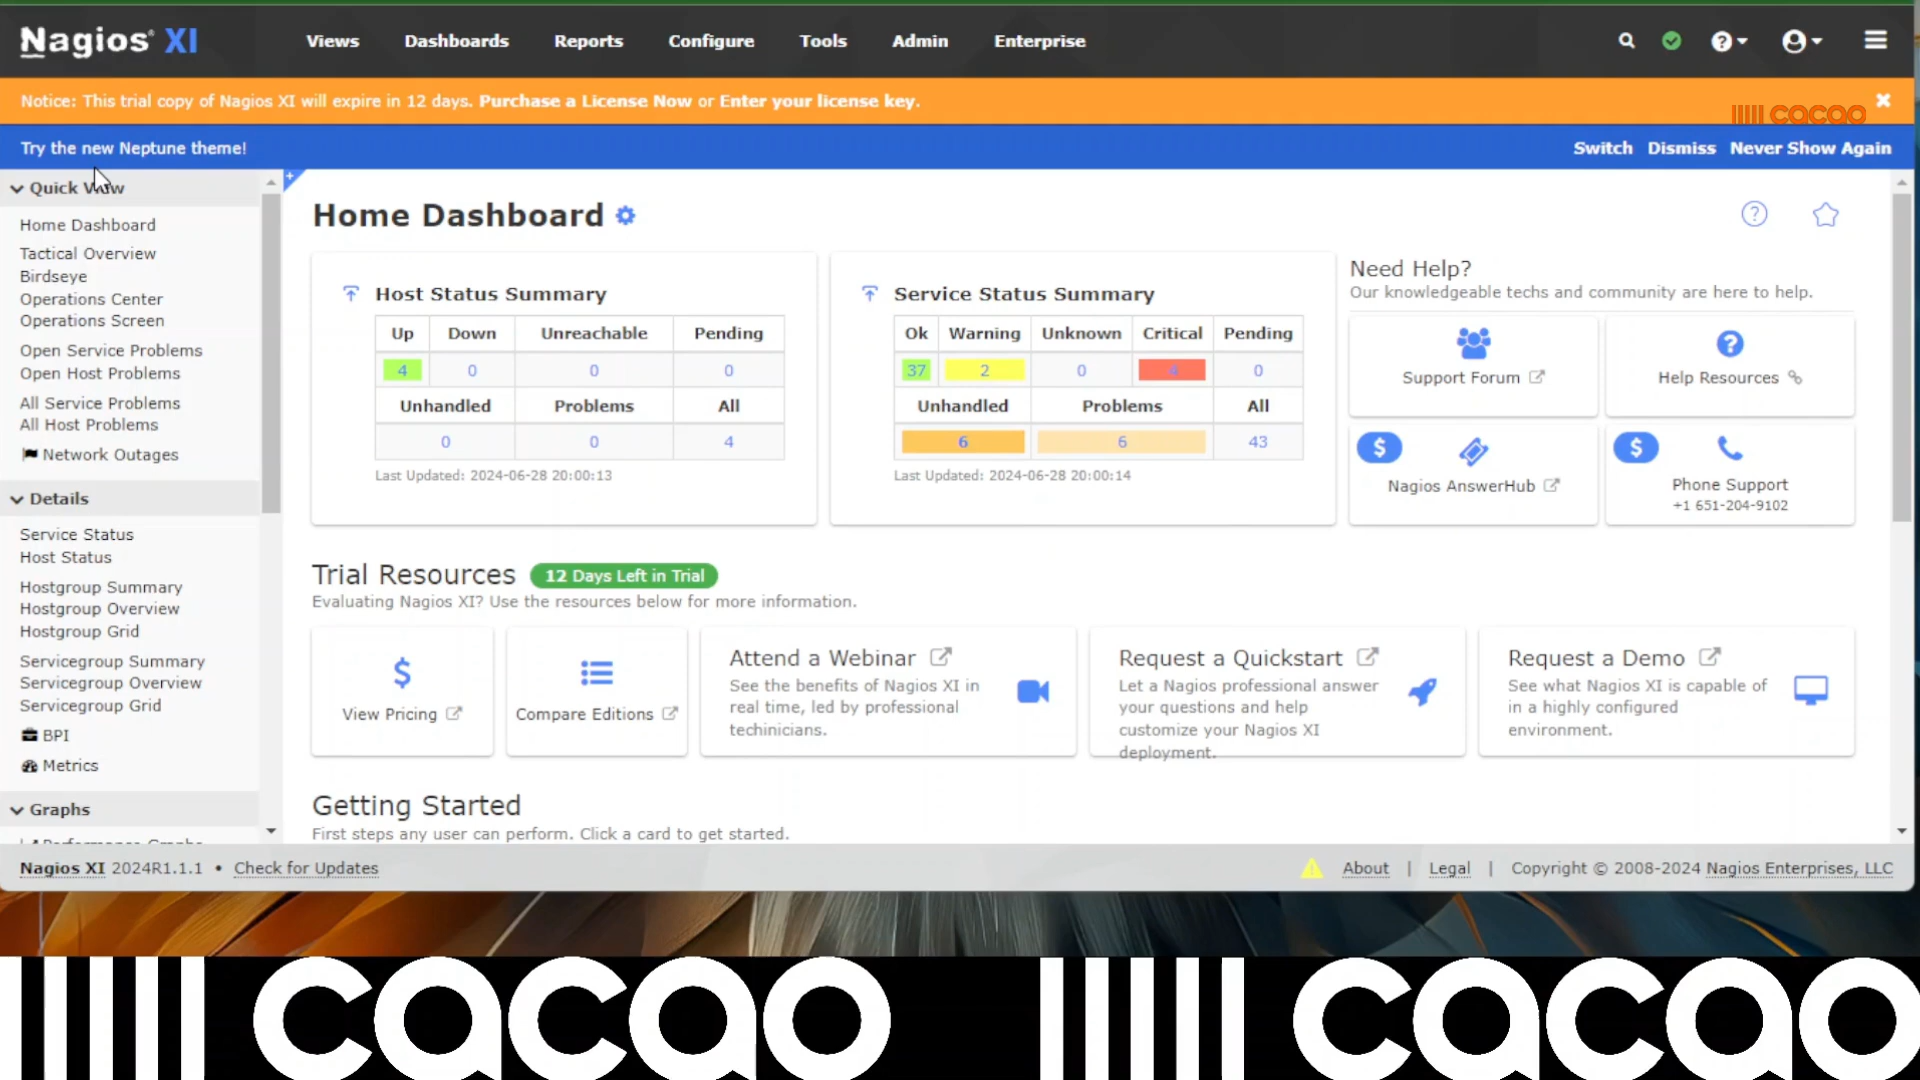 Nagios® XI
Views
Dashboards
Reports
Configure
Tools
Admin
Enterprise
Notice: This trial copy of Nagios XI will expire in 12 days. Purchase a License Now or Enter your license key.
cacao
Try the new Neptune theme!
Switch
Dismiss
Never Show Again
Quick View
Home Dashboard
Tactical Overview
Birdseye
Operations Center
Operations Screen
Open Service Problems
Open Host Problems
All Service Problems
All Host Problems
Network Outages
Details
Service Status
Host Status
Hostgroup Summary
Hostgroup Overview
Hostgroup Grid
Servicegroup Summary
Servicegroup Overview
Servicegroup Grid
BPI
Metrics
Graphs
Home Dashboard
Host Status Summary
Up Down Unreachable Pending
4 0 0 0
Unhandled Problems All
0 0 4
Last Updated: 2024-06-28 20:00:13
Service Status Summary
Ok Warning Unknown Critical Pending
37 2 0 4 0
Unhandled Problems All
6 6 43
Last Updated: 2024-06-28 20:00:14
Need Help?
Our knowledgeable techs and community are here to help.
Support Forum
Help Resources
Nagios AnswerHub
Phone Support
+1 651-204-9102
Trial Resources 12 Days Left in Trial
Evaluating Nagios XI? Use the resources below for more information.
View Pricing
Compare Editions
Attend a Webinar
See the benefits of Nagios XI in
real time, led by professional
techinicians.
Request a Quickstart
Let a Nagios professional answer
your questions and help
customize your Nagios XI
deployment.
Request a Demo
See what Nagios XI is capable of
in a highly configured
environment.
Getting Started
First steps any user can perform. Click a card to get started.
Nagios XI 2024R1.1.1 • Check for Updates
About | Legal | Copyright © 2008-2024 Nagios Enterprises, LLC
cacao
cacao